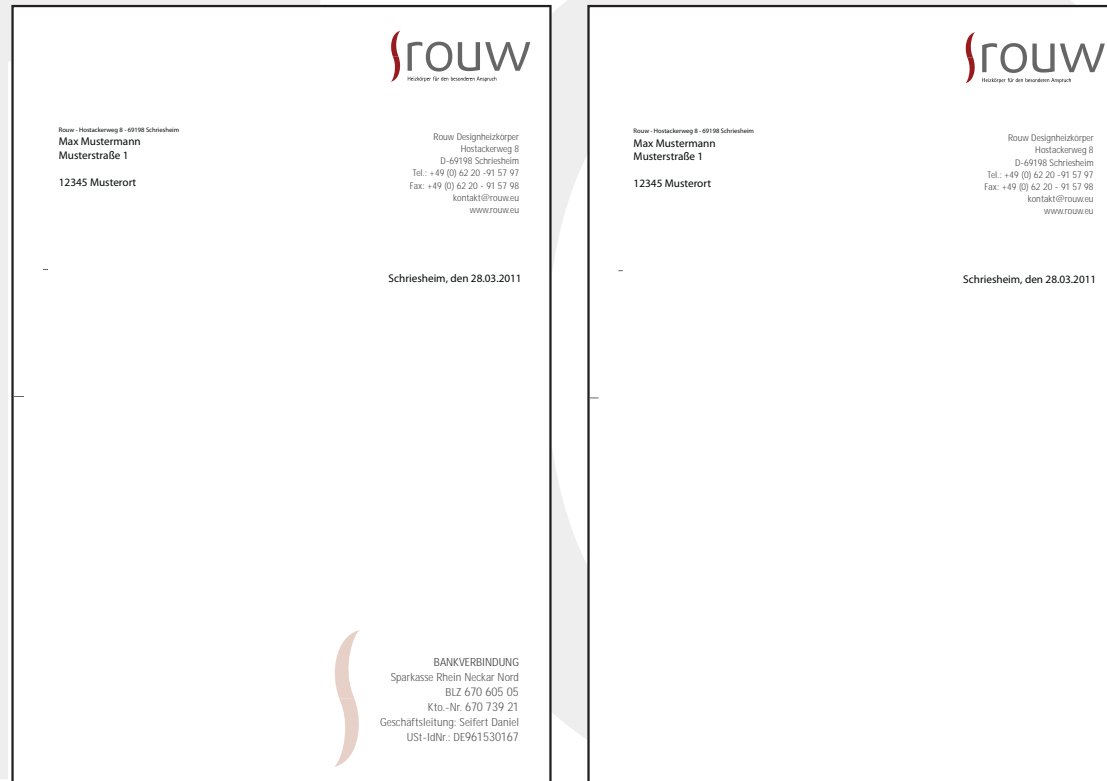 rouw
Heizkörper für den besonderen Anspruch
Rouw - Hostackerweg 8 - 69198 Schriesheim
Max Mustermann
Musterstraße 1
12345 Musterort
Rouw Designheizkörper
Hostackerweg 8
D-69198 Schriesheim
Tel.: +49 (0) 62 20 -91 57 97
Fax: +49 (0) 62 20 - 91 57 98
kontakt@rouw.eu
www.rouw.eu
Schriesheim, den 28.03.2011
BANKVERBINDUNG
Sparkasse Rhein Neckar Nord
BLZ 670 605 05
Kto.-Nr. 670 739 21
Geschäftsleitung: Seifert Daniel
USt-IdNr.: DE961530167
rouw
Heizkörper für den besonderen Anspruch
Rouw - Hostackerweg 8 - 69198 Schriesheim
Max Mustermann
Musterstraße 1
12345 Musterort
Rouw Designheizkörper
Hostackerweg 8
D-69198 Schriesheim
Tel.: +49 (0) 62 20 -91 57 97
Fax: +49 (0) 62 20 - 91 57 98
kontakt@rouw.eu
www.rouw.eu
Schriesheim, den 28.03.2011